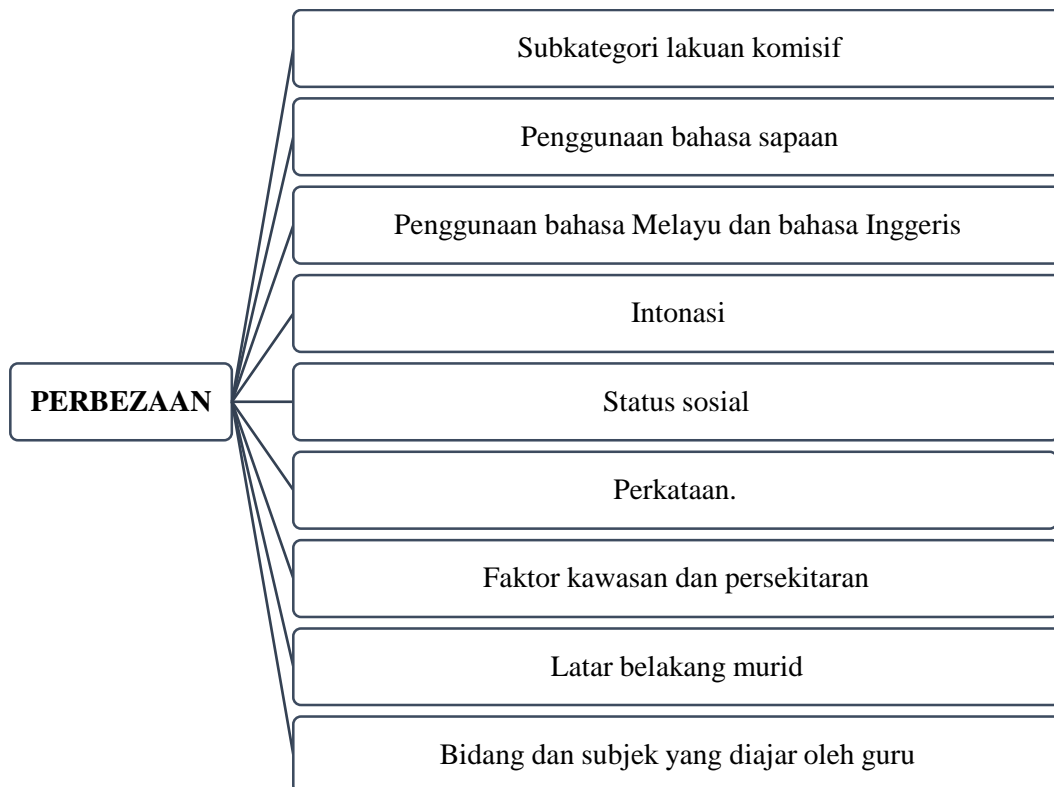 PERBEZAAN
Subkategori lakuan komisif
Penggunaan bahasa sapaan
Penggunaan bahasa Melayu dan bahasa Inggeris
Intonasi
Status sosial
Perkataan.
Faktor kawasan dan persekitaran
Latar belakang murid
Bidang dan subjek yang diajar oleh guru